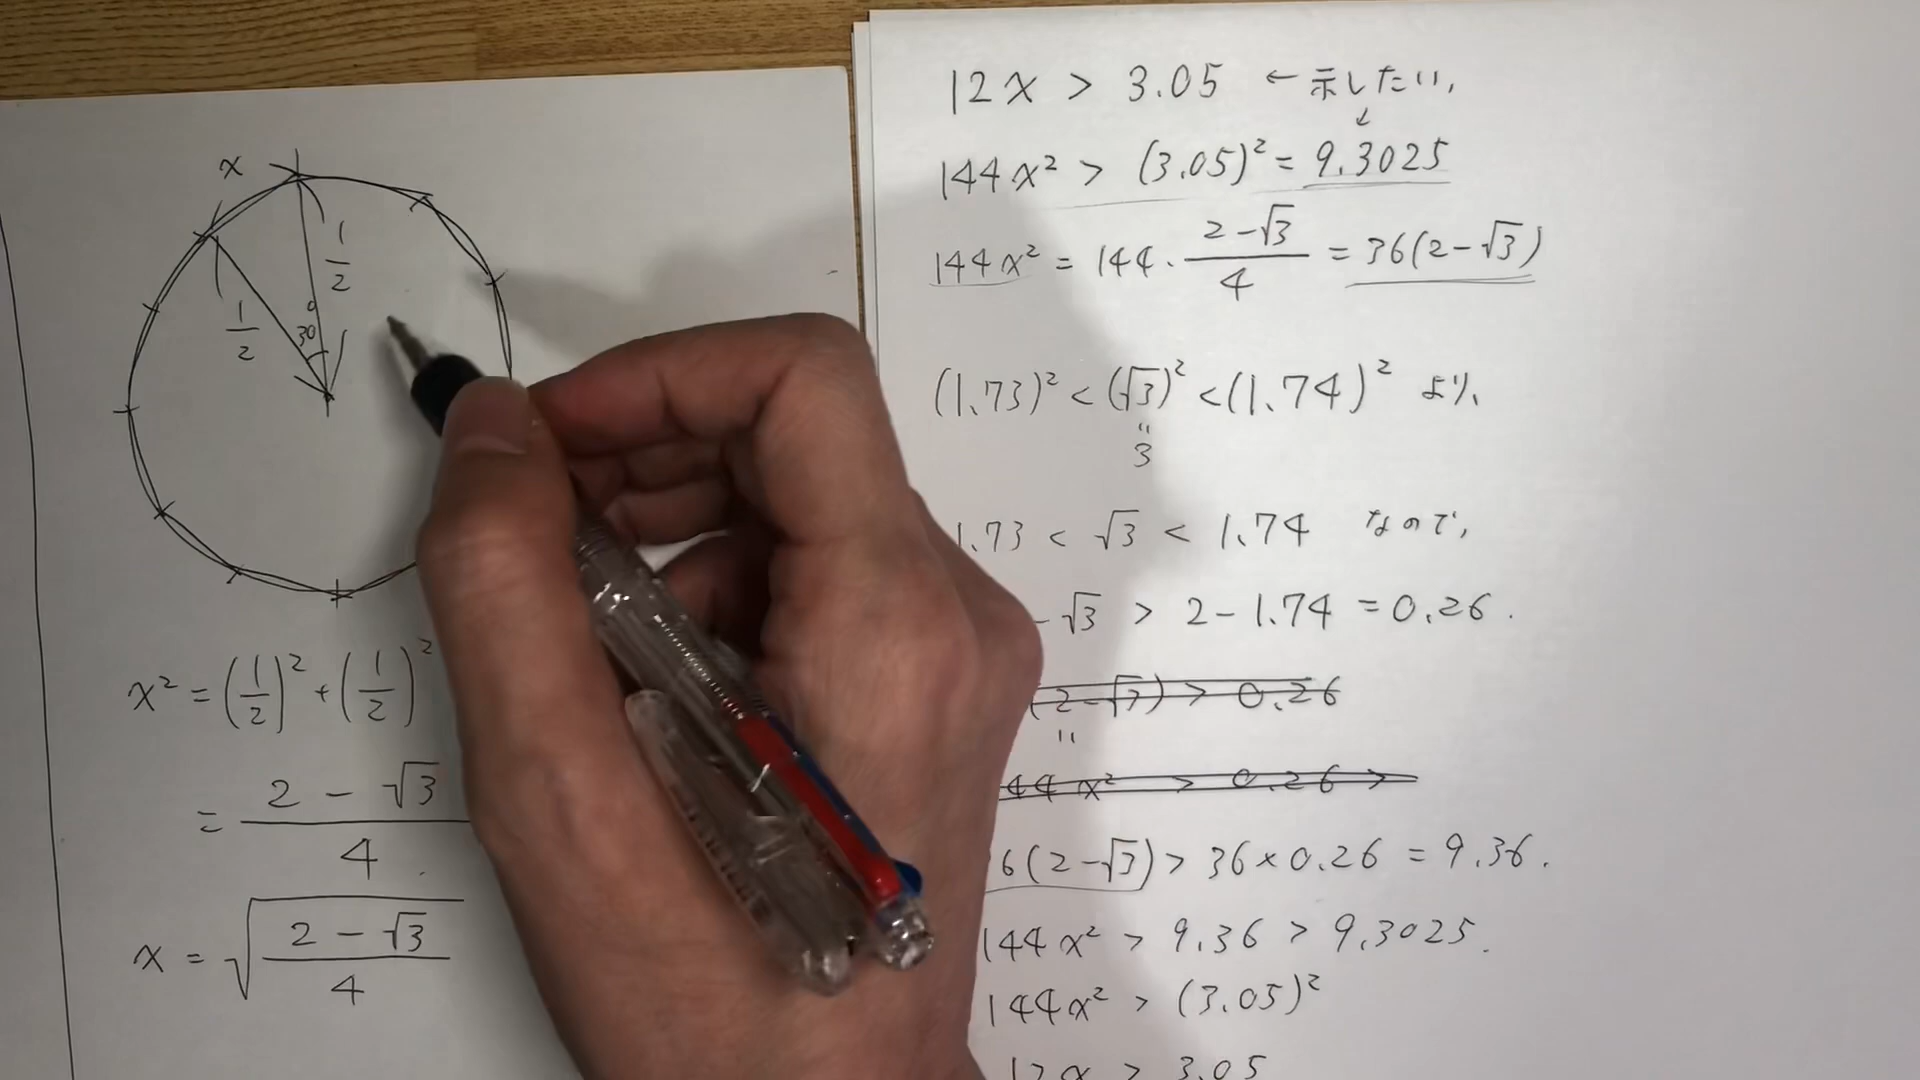 x
1/2
1/2
30°
x² = (1/2)² + (1/2)²
= (2 - √3)/4
x = √((2 - √3)/4)
12x > 3.05 ← 示したい,
↓
144x² > (3.05)² = 9.3025
144x² = 144 · (2-√3)/4 = 36(2-√3)
(1.73)² < (√3)² < (1.74)² より
〃
3
1.73 < √3 < 1.74 なので,
- √3 > 2 - 1.74 = 0.26.
(2-√3) > 0.26
〃
44x² > 0.26 >
6(2-√3) > 36 × 0.26 = 9.36.
144x² > 9.36 > 9.3025.
144x² > (3.05)²
12x > 3.05